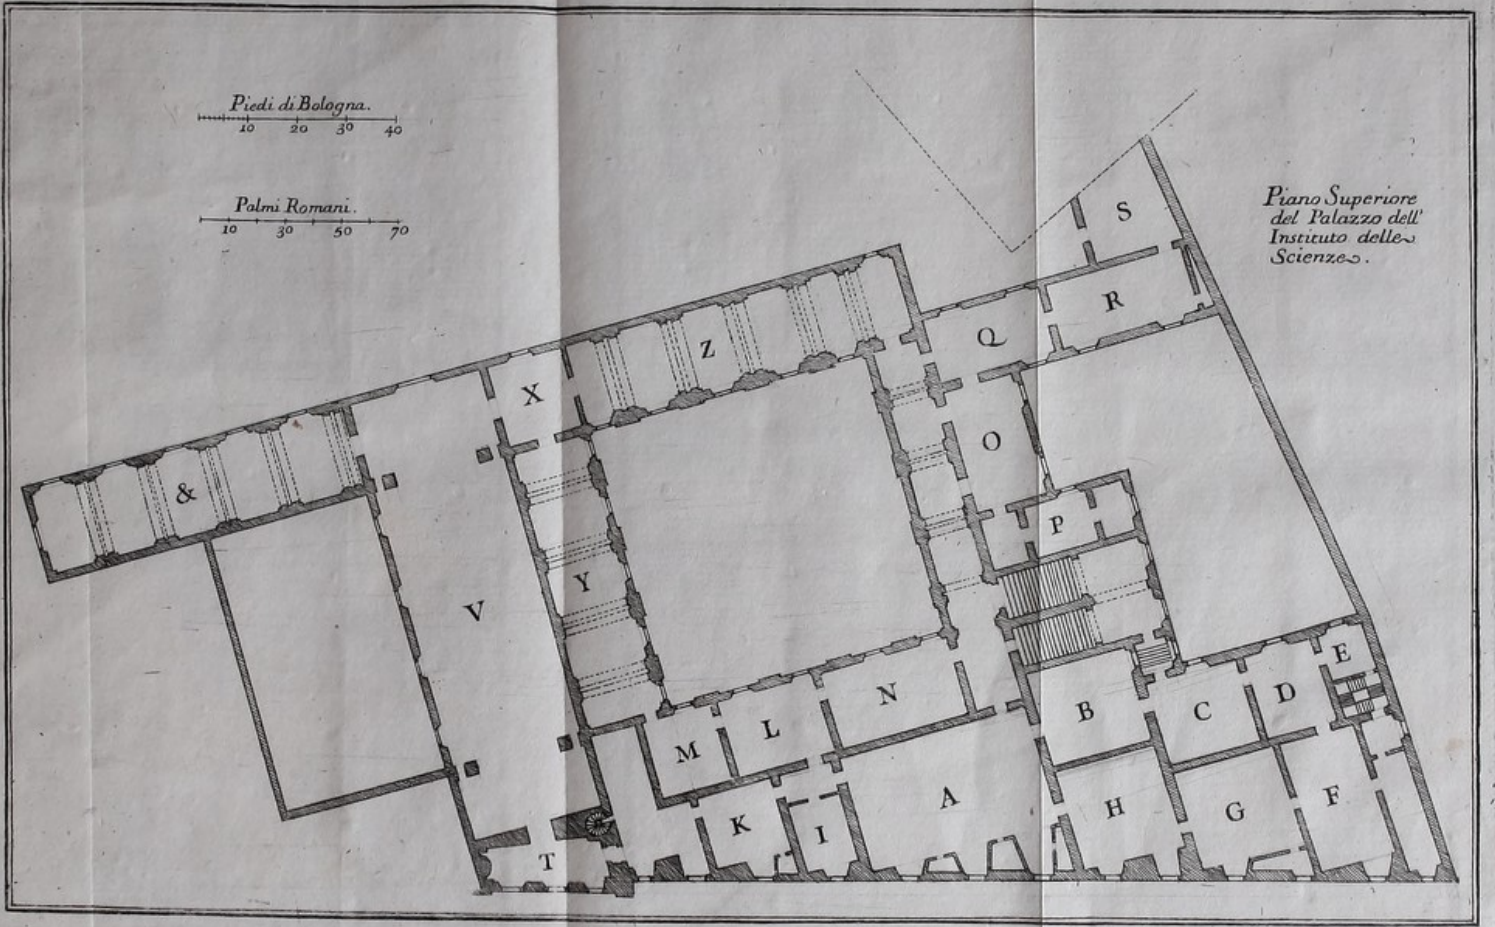 Piedi di Bologna.
10 20 30 40
Palmi Romani.
10 30 50 70
Piano Superiore
del Palazzo dell'
Instituto delle
Scienze.
S
R
Q
Z
X
O
&
P
Y
V
E
N
D
B
C
L
M
A
H
G
F
K
I
T